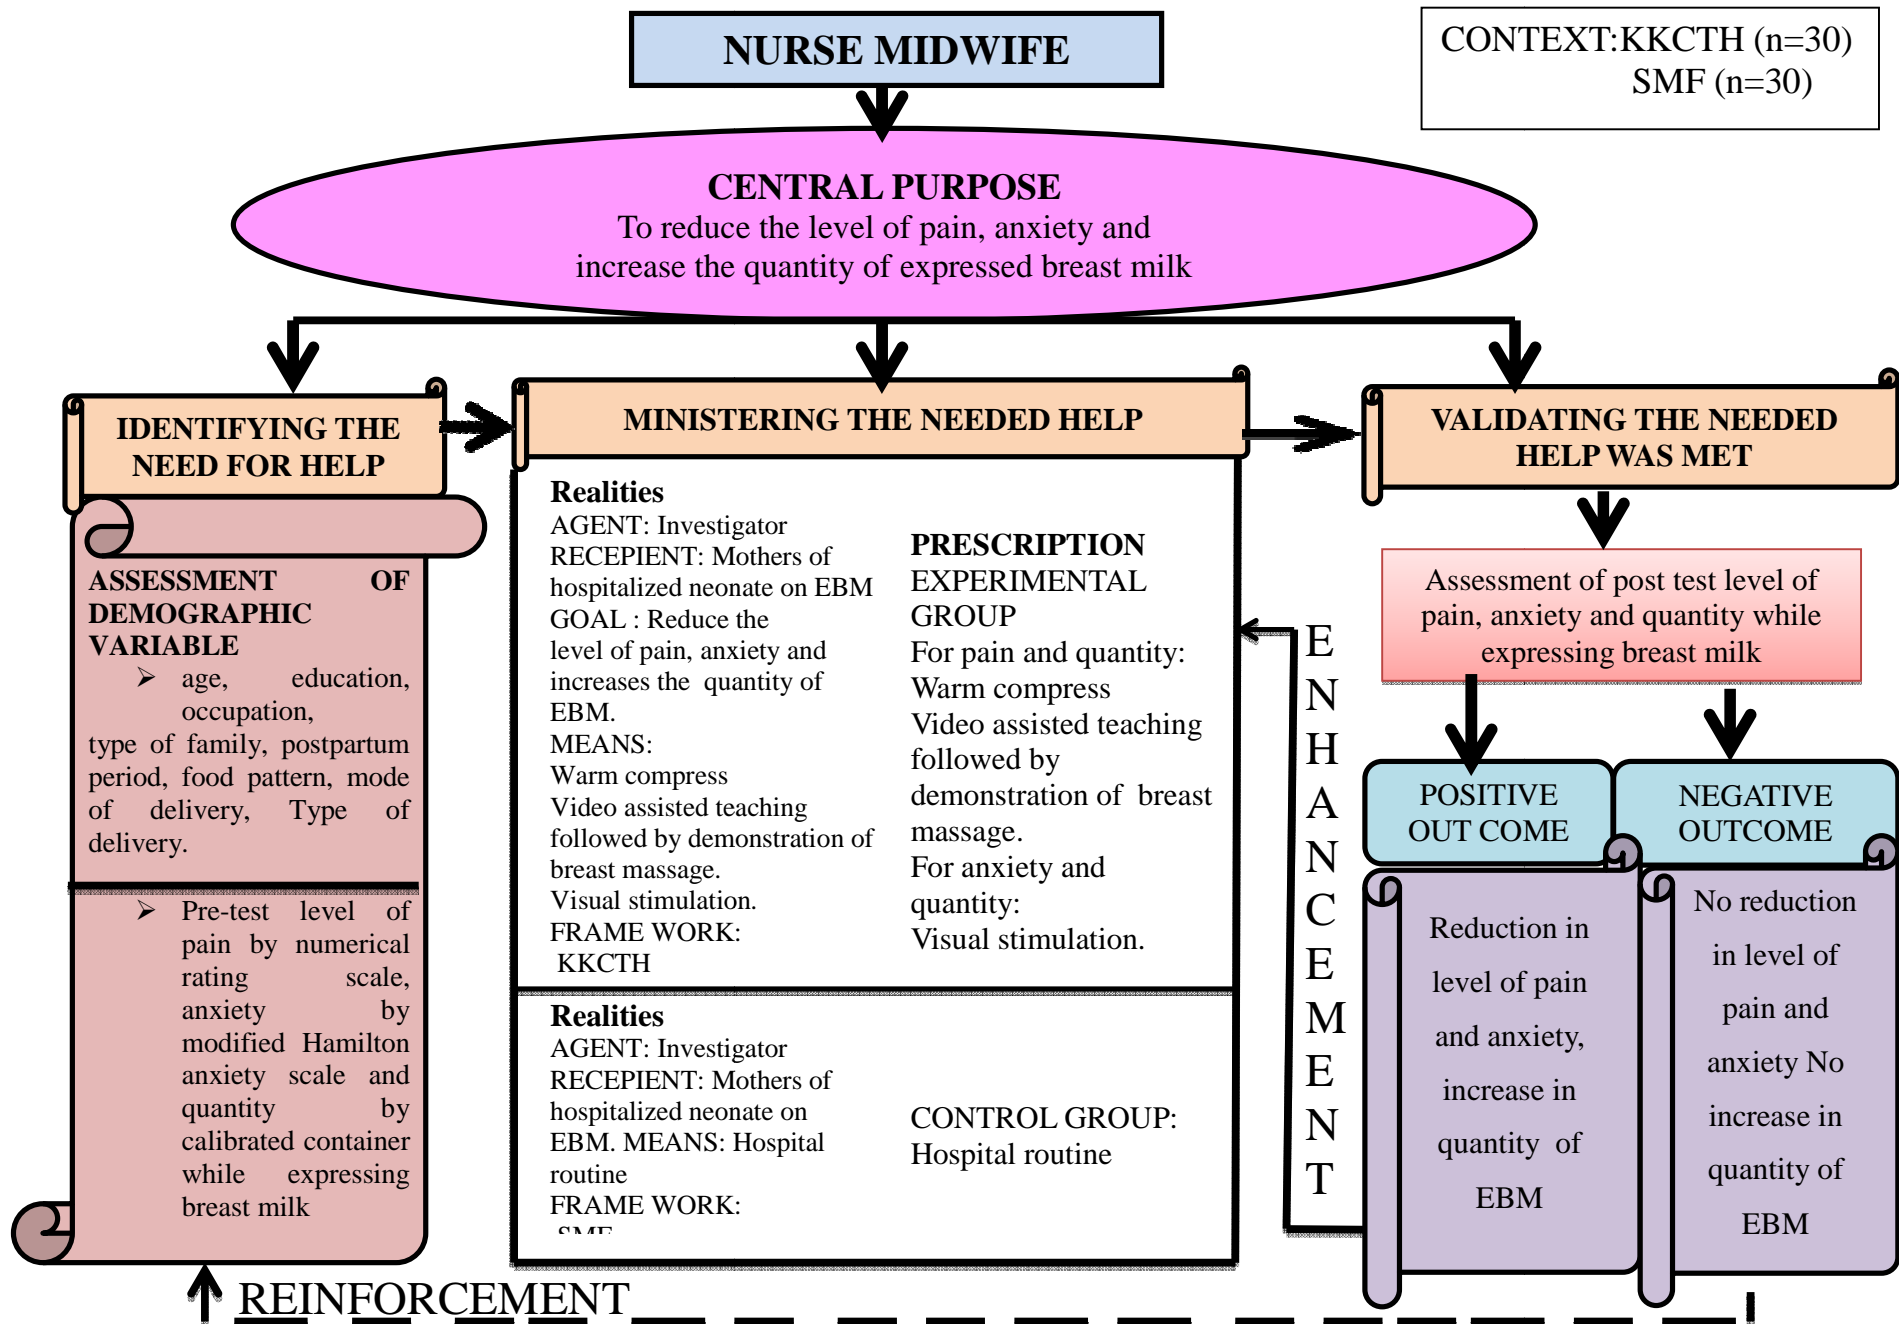 NURSE MIDWIFE
CONTEXT:KKCTH (n=30)
SMF (n=30)
CENTRAL PURPOSE
To reduce the level of pain, anxiety and
increase the quantity of expressed breast milk
IDENTIFYING THE
NEED FOR HELP
MINISTERING THE NEEDED HELP
VALIDATING THE NEEDED
HELP WAS MET
ASSESSMENT OF
DEMOGRAPHIC
VARIABLE
➢ age, education,
occupation,
type of family, postpartum
period, food pattern, mode
of delivery, Type of
delivery.
➢ Pre-test level of
pain by numerical
rating scale,
anxiety by
modified Hamilton
anxiety scale and
quantity by
calibrated container
while expressing
breast milk
Realities
AGENT: Investigator
RECEPIENT: Mothers of
hospitalized neonate on EBM
GOAL : Reduce the
level of pain, anxiety and
increases the quantity of
EBM.
MEANS:
Warm compress
Video assisted teaching
followed by demonstration of
breast massage.
Visual stimulation.
FRAME WORK:
KKCTH
PRESCRIPTION
EXPERIMENTAL
GROUP
For pain and quantity:
Warm compress
Video assisted teaching
followed by
demonstration of breast
massage.
For anxiety and
quantity:
Visual stimulation.
Realities
AGENT: Investigator
RECEPIENT: Mothers of
hospitalized neonate on
EBM. MEANS: Hospital
routine
FRAME WORK:
CONTROL GROUP:
Hospital routine
ENHANCEMENT
Assessment of post test level of
pain, anxiety and quantity while
expressing breast milk
POSITIVE
OUT COME
NEGATIVE
OUTCOME
Reduction in
level of pain
and anxiety,
increase in
quantity of
EBM
No reduction
in level of
pain and
anxiety No
increase in
quantity of
EBM
REINFORCEMENT